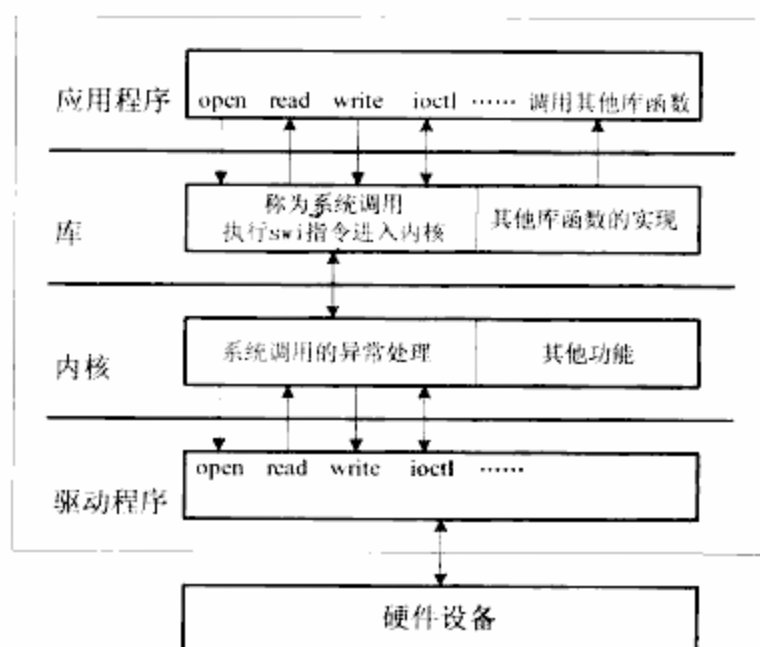 应用程序
open read write ioctl …… 调用其他库函数
库
称为系统调用
执行swi指令进入内核
其他库函数的实现
内核
系统调用的异常处理
其他功能
驱动程序
open read write ioctl ……
硬件设备